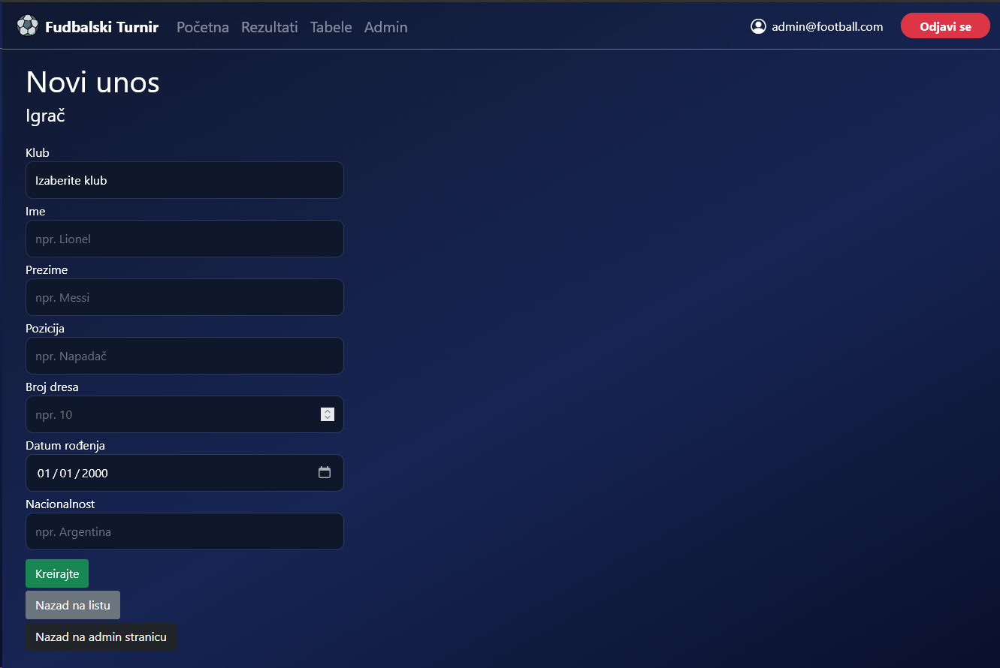 Fudbalski Turnir Početna Rezultati Tabele Admin admin@football.com Odjavi se
Novi unos
Igrač
Klub
Izaberite klub
Ime
npr. Lionel
Prezime
npr. Messi
Pozicija
npr. Napadač
Broj dresa
npr. 10
Datum rođenja
01/01/2000
Nacionalnost
npr. Argentina
Kreirajte
Nazad na listu
Nazad na admin stranicu